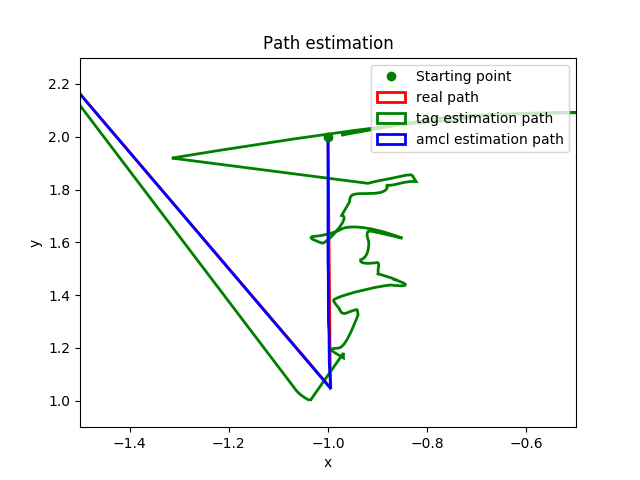 Path estimation
Starting point
real path
tag estimation path
amcl estimation path
2.2
2.0
1.8
1.6
1.4
1.2
1.0
y
−1.4
−1.2
−1.0
−0.8
−0.6
x